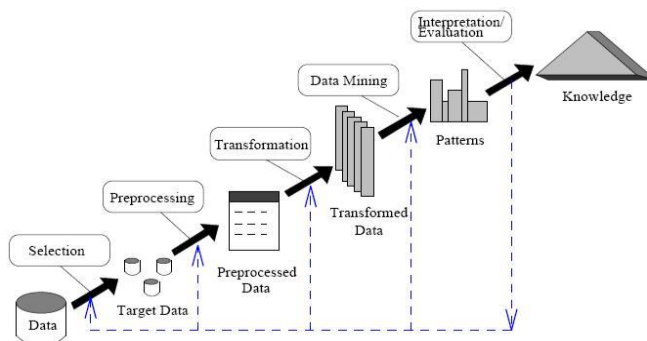 Interpretation/
Evaluation
Data Mining
Knowledge
Transformation
Patterns
Preprocessing
Transformed
Data
Selection
Preprocessed
Data
Target Data
Data